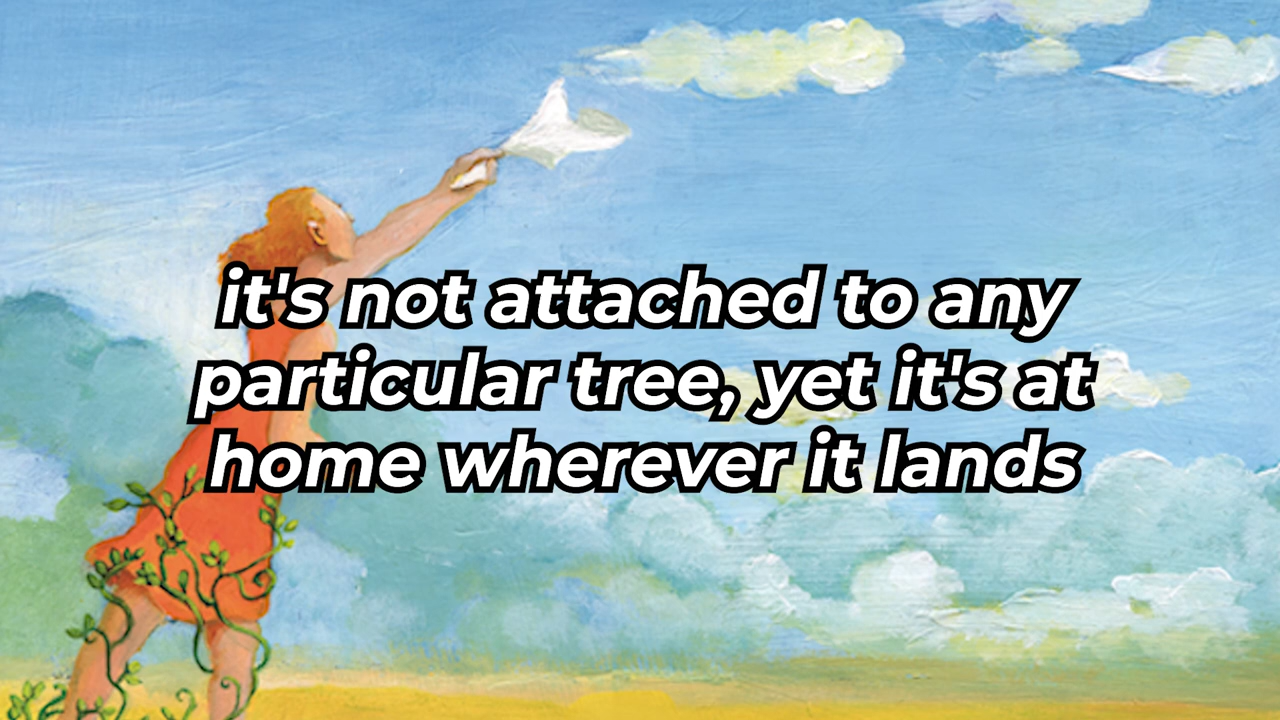 it's not attached to any
particular tree, yet it's at
home wherever it lands